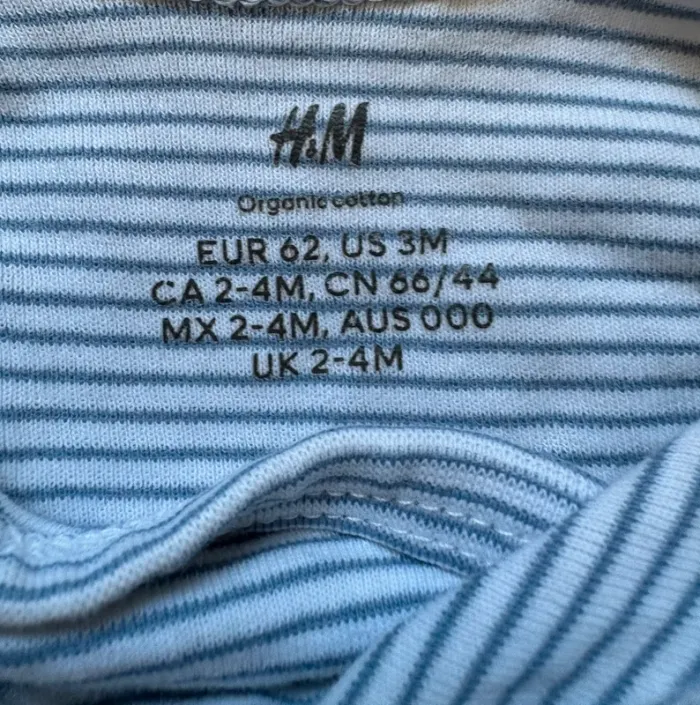 H&M
Organic cotton
EUR 62, US 3M
CA 2-4M, CN 66/44
MX 2-4M, AUS 000
UK 2-4M